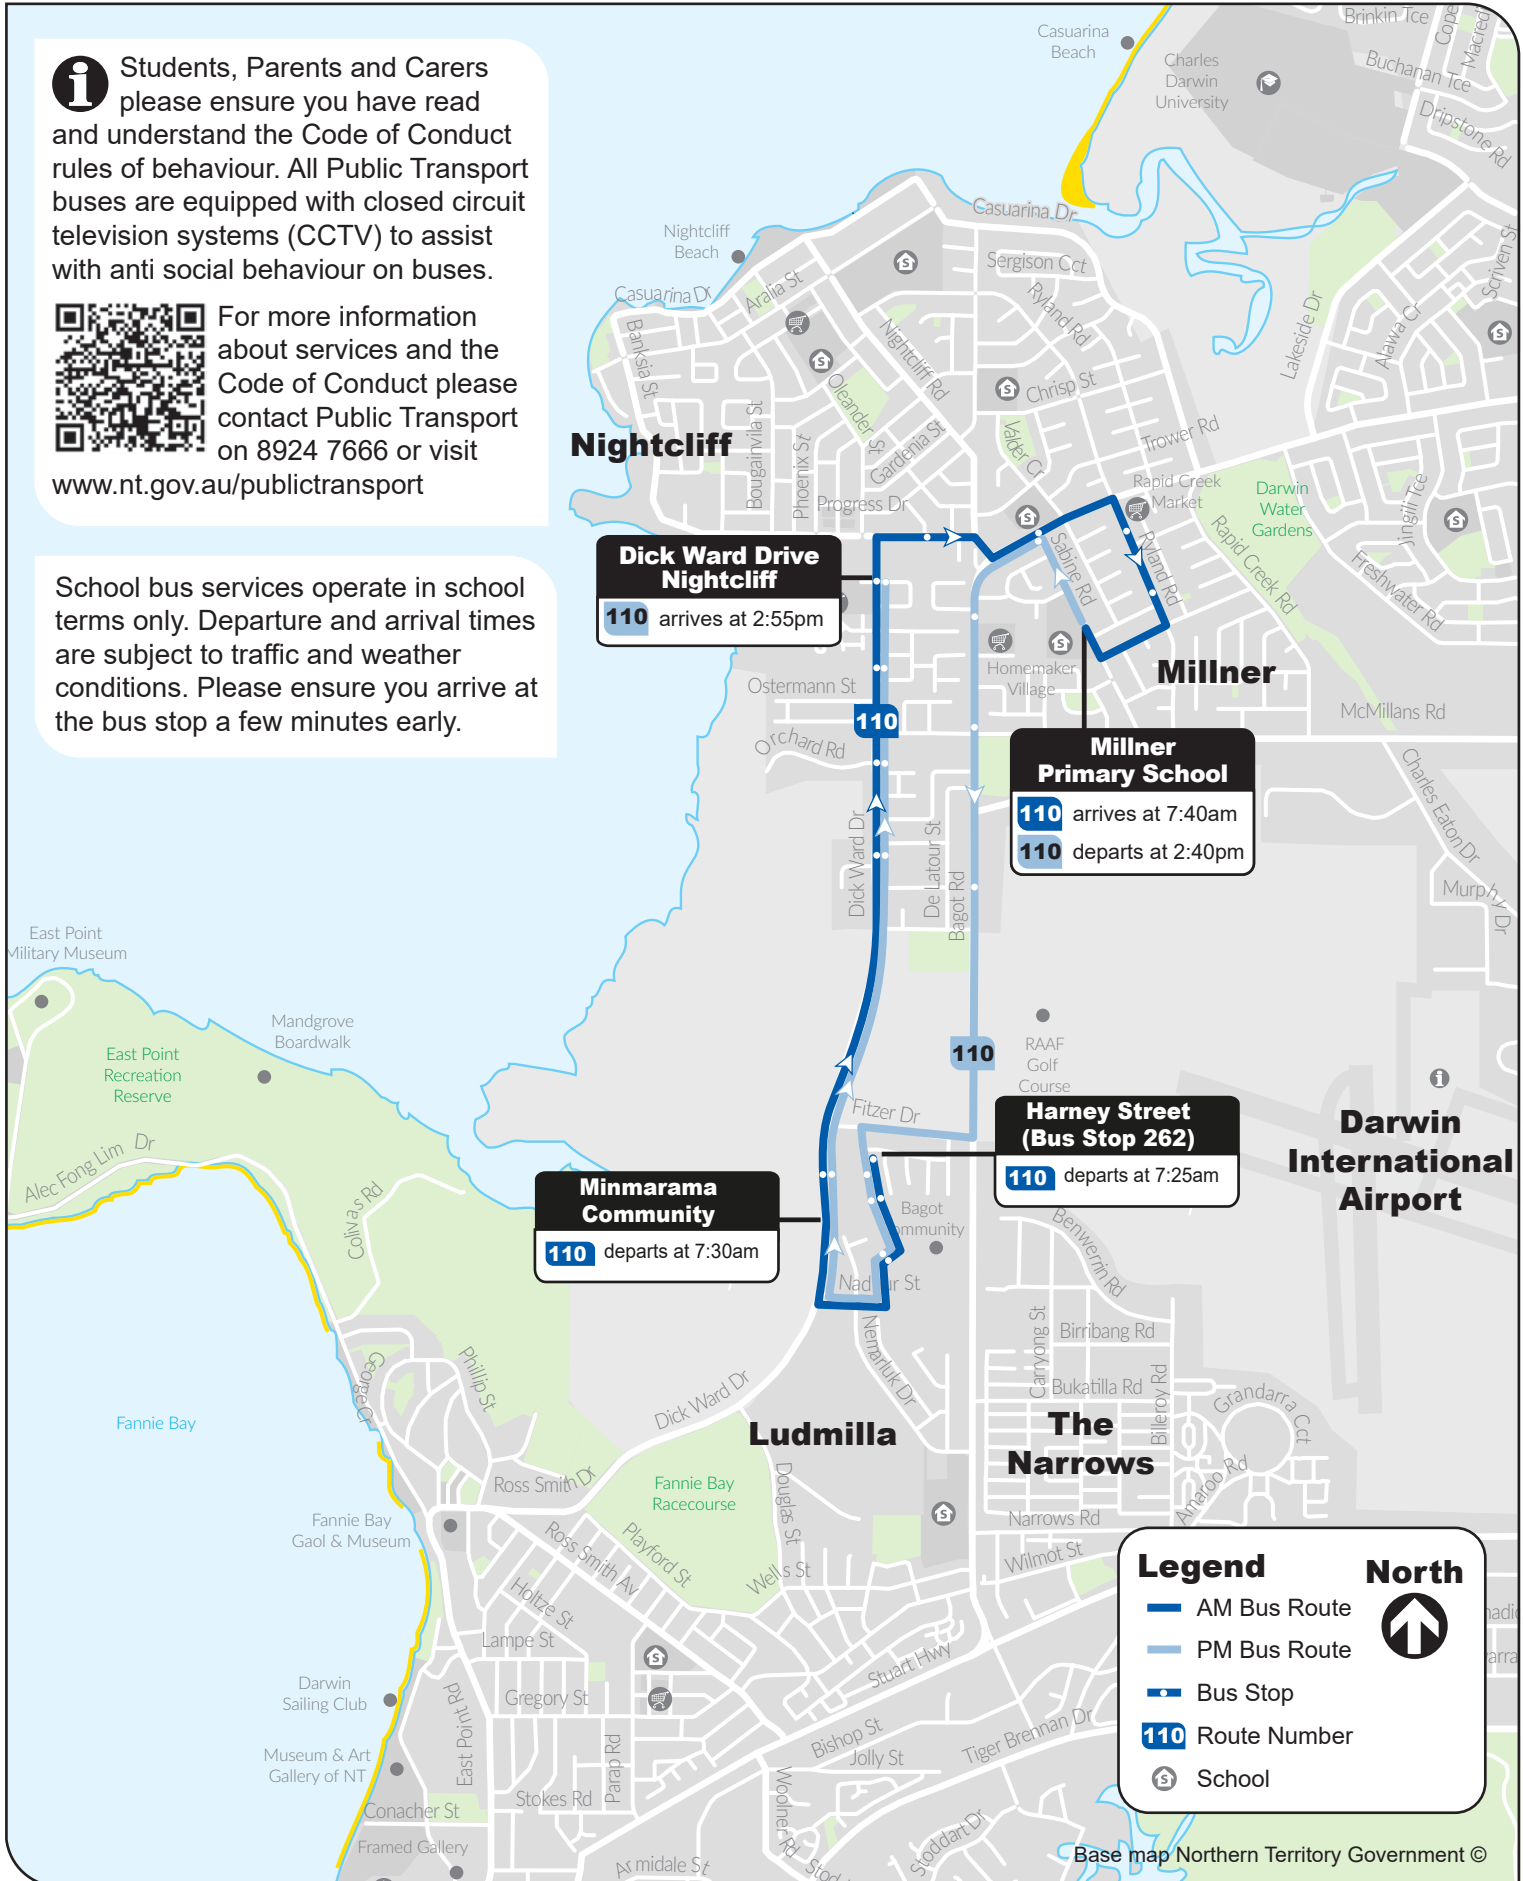 Students, Parents and Carers
please ensure you have read
and understand the Code of Conduct
rules of behaviour. All Public Transport
buses are equipped with closed circuit
television systems (CCTV) to assist
with anti social behaviour on buses.
For more information
about services and the
Code of Conduct please
contact Public Transport
on 8924 7666 or visit
www.nt.gov.au/publictransport
School bus services operate in school
terms only. Departure and arrival times
are subject to traffic and weather
conditions. Please ensure you arrive at
the bus stop a few minutes early.
Casuarina
Beach
Charles
Darwin
University
Brinkin Tce
Buchanan Tce
Dripstone Rd
Nightcliff
Beach
Casuarina Dr
Casuarina Dr
Aralia St
Sergison Cct
Ryland Rd
Banksia St
Nightcliff Rd
Oleander St
Chrisp St
Lakeside Dr
Alawa Cr
Scriven St
Nightcliff
Bougainvila St
Phoenix St
Gardenia St
Valder Cr
Trower Rd
Progress Dr
Rapid Creek
Market
Darwin
Water
Gardens
Jingili Tce
Rapid Creek Rd
Freshwater Rd
Sabine Rd
Ryland Rd
Dick Ward Drive
Nightcliff
110 arrives at 2:55pm
Homemaker
Village
Millner
Ostermann St
110
Orchard Rd
McMillans Rd
Millner
Primary School
110 arrives at 7:40am
110 departs at 2:40pm
Charles Eaton Dr
Murphy Dr
Dick Ward Dr
De Latour St
Bagot Rd
East Point
Military Museum
Mandgrove
Boardwalk
East Point
Recreation
Reserve
110
RAAF
Golf
Course
Fitzer Dr
Harney Street
(Bus Stop 262)
110 departs at 7:25am
Darwin
International
Airport
Alec Fong Lim Dr
Colivas Rd
Minmarama
Community
110 departs at 7:30am
Bagot
Benwerrin Rd
St
Nemarluk Dr
Carryong St
Birribang Rd
Bukatilla Rd
Billeroy Rd
Grandarra Cct
George Cr
Phillip St
Dick Ward Dr
Fannie Bay
Ludmilla
The
Narrows
Amaroo Rd
Ross Smith Dr
Fannie Bay
Racecourse
Douglas St
Narrows Rd
Wilmot St
Fannie Bay
Gaol & Museum
Ross Smith Av
Playford St
Wells St
Holtze St
Lampe St
Stuart Hwy
Darwin
Sailing Club
Gregory St
East Point Rd
Parap Rd
Bishop St
Jolly St
Tiger Brennan Dr
Museum & Art
Gallery of NT
Stokes Rd
Woolner Rd
Conacher St
Framed Gallery
Armidale St
Stoddart Dr
Legend
North
AM Bus Route
PM Bus Route
Bus Stop
110 Route Number
School
Base map Northern Territory Government ©